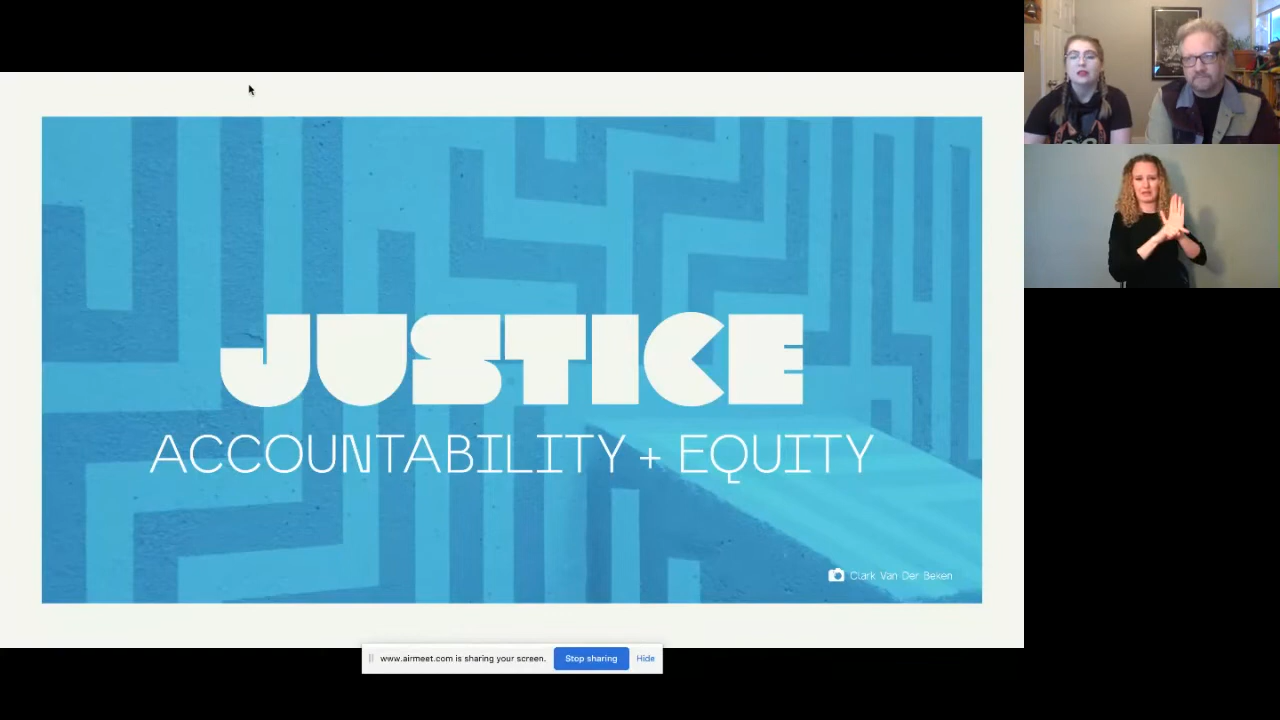 JUSTICE
ACCOUNTABILITY + EQUITY
Clark Van Der Beken
www.airmeet.com is sharing your screen. Stop sharing Hide